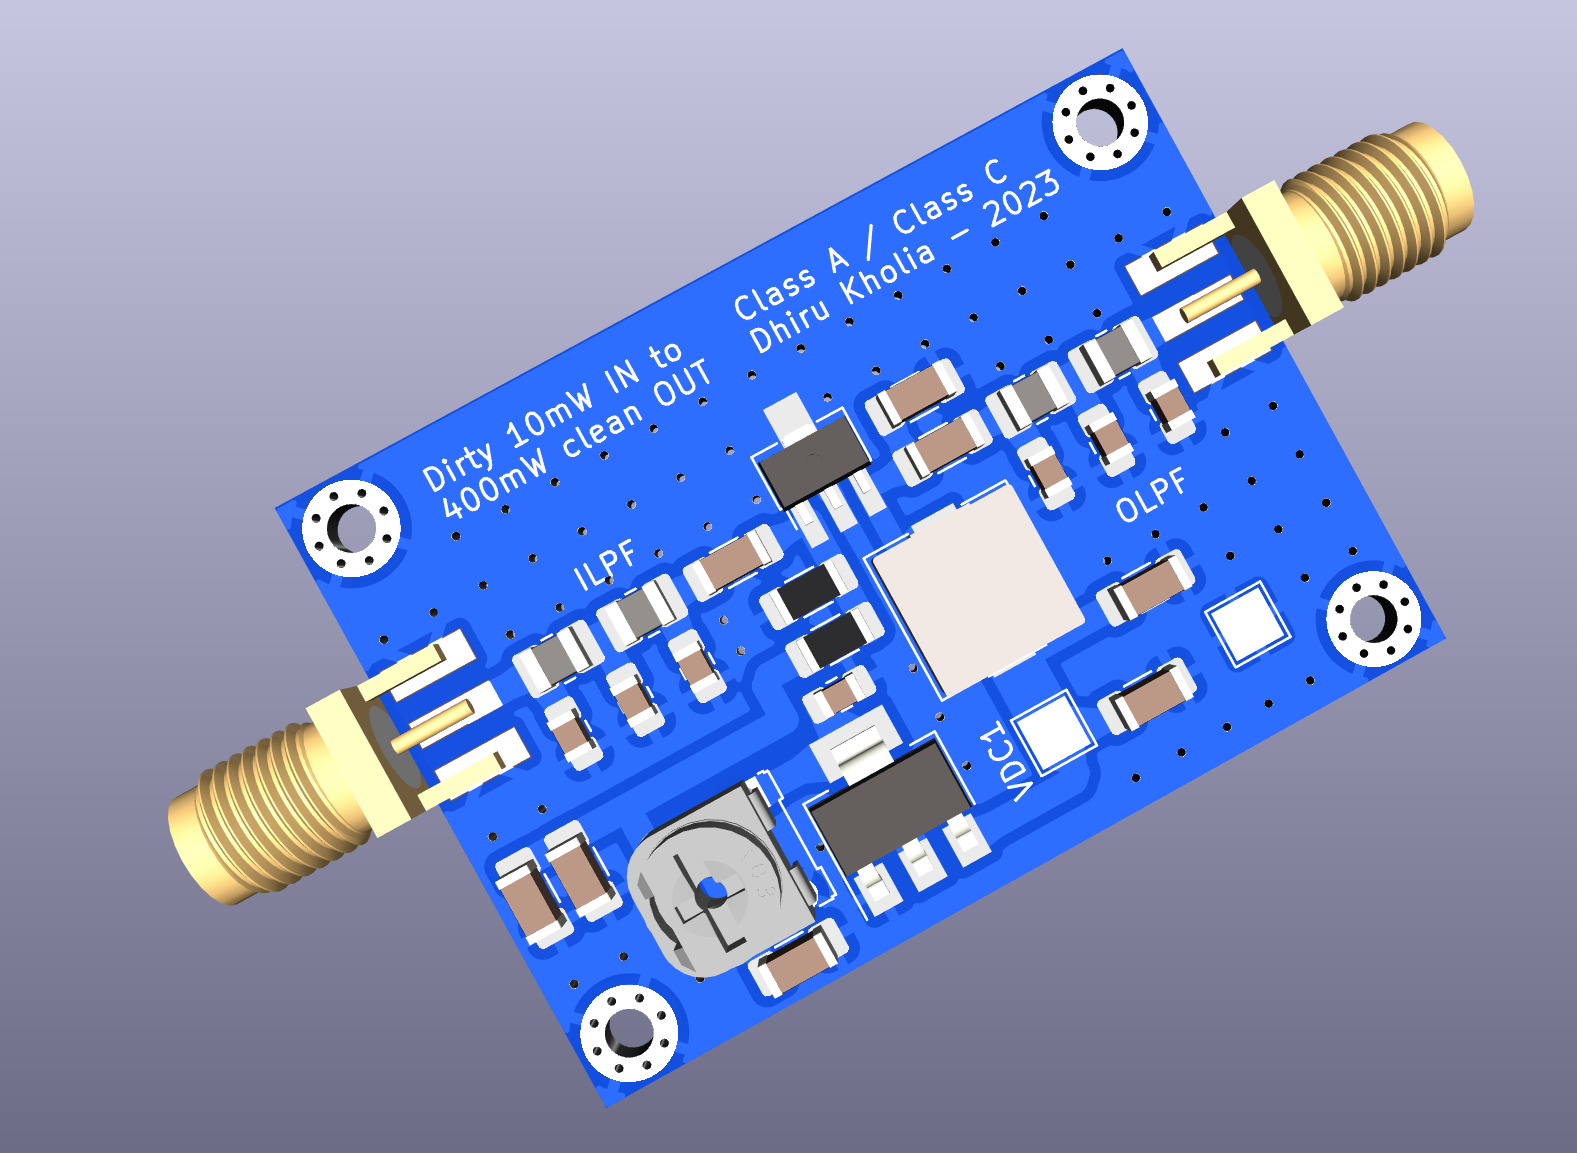 Class A / Class C
Dhiru Kholia - 2023
Dirty 10mW IN to
400mW clean OUT
ILPF
OLPF
VDC1